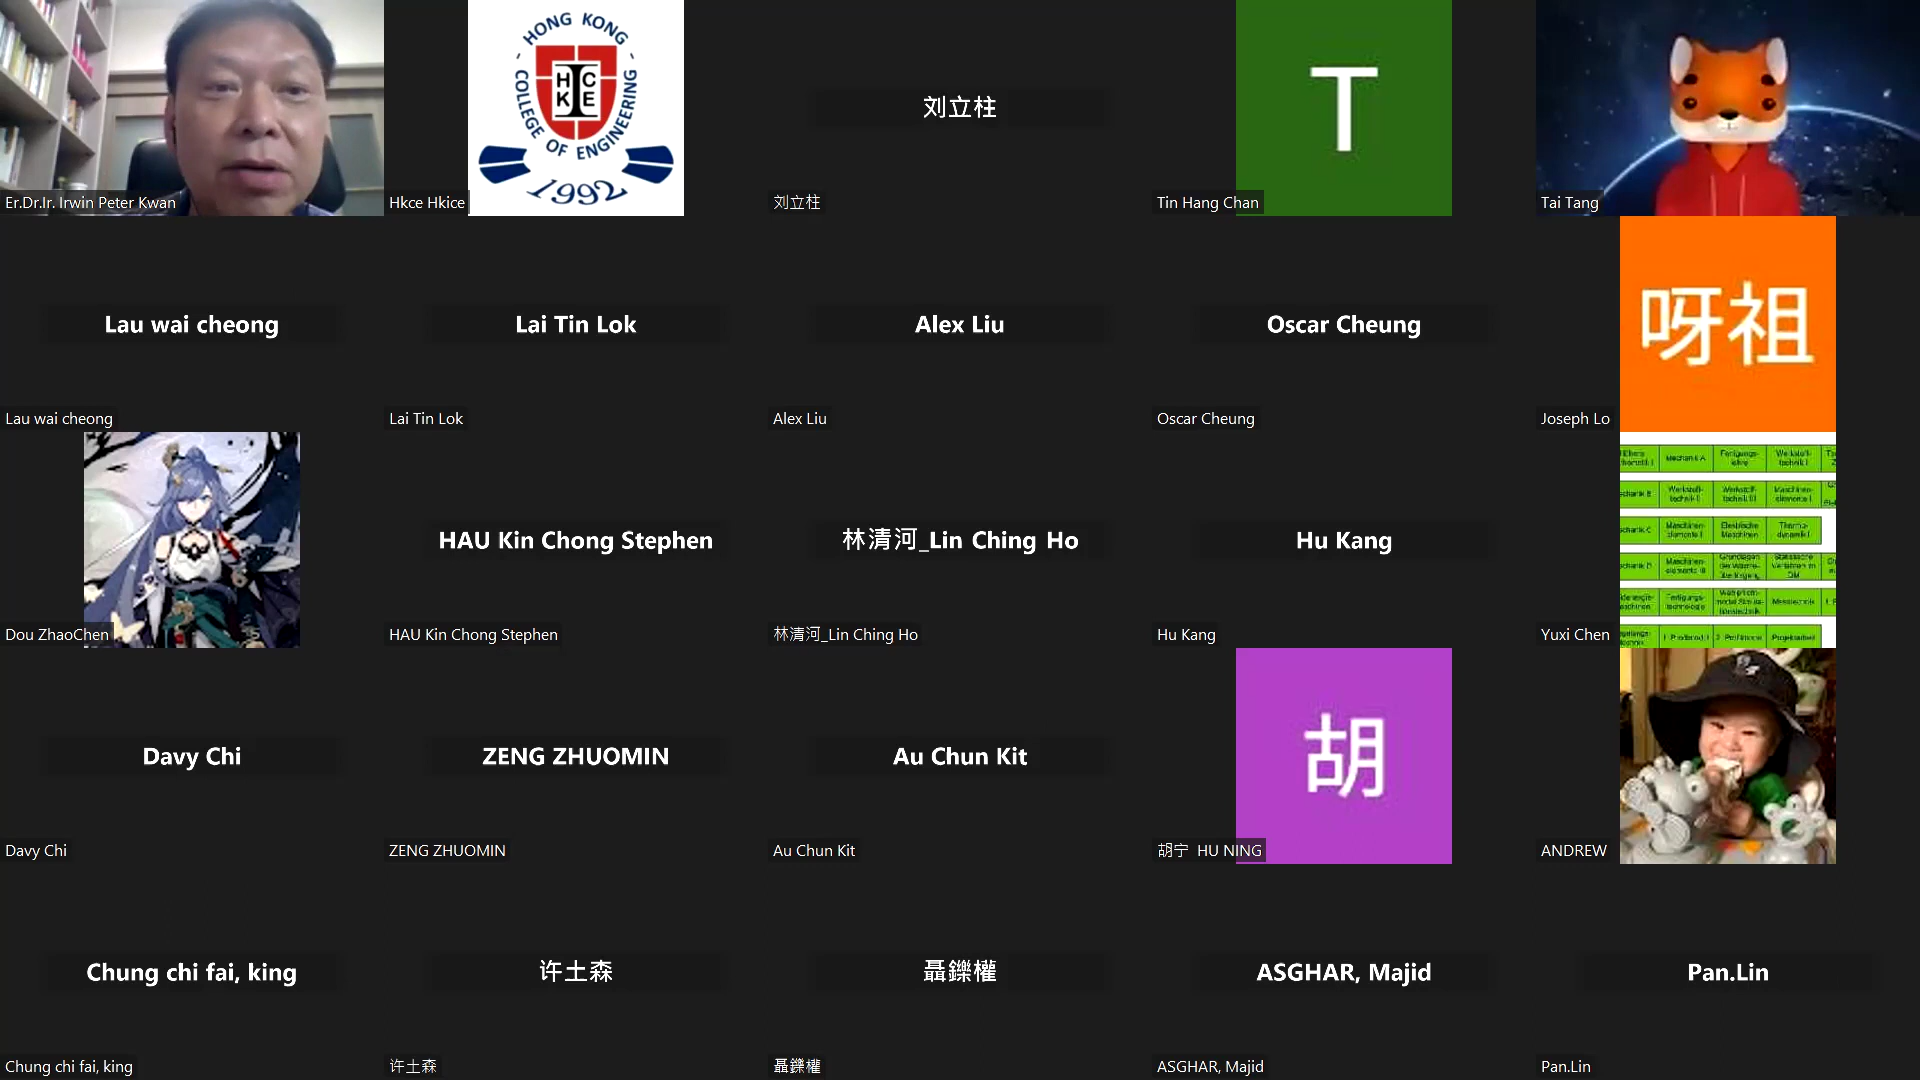 Er.Dr.Ir. Irwin Peter Kwan
HONG KONG
COLLEGE OF ENGINEERING
HKCE
1992
Hkce Hkice
刘立柱
刘立柱
T
Tin Hang Chan
Tai Tang
Lau wai cheong
Lau wai cheong
Lai Tin Lok
Lai Tin Lok
Alex Liu
Alex Liu
Oscar Cheung
Oscar Cheung
呀祖
Joseph Lo
Dou ZhaoChen
HAU Kin Chong Stephen
HAU Kin Chong Stephen
林清河_Lin Ching Ho
林清河_Lin Ching Ho
Hu Kang
Hu Kang
Mechanik A
Yuxi Chen
Davy Chi
Davy Chi
ZENG ZHUOMIN
ZENG ZHUOMIN
Au Chun Kit
Au Chun Kit
胡
胡宁 HU NING
ANDREW
Chung chi fai, king
Chung chi fai, king
许土森
许土森
聶鑠權
聶鑠權
ASGHAR, Majid
ASGHAR, Majid
Pan.Lin
Pan.Lin